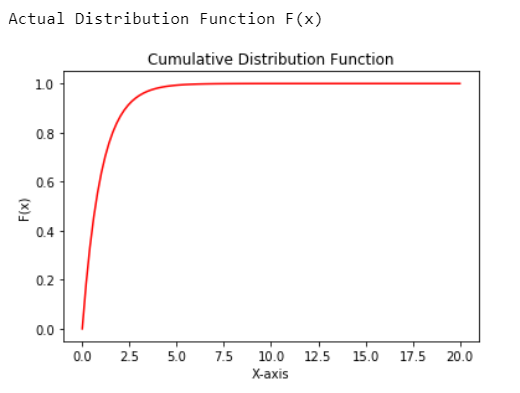 Actual Distribution Function F(x)
Cumulative Distribution Function
1.0
0.8
0.6
0.4
0.2
0.0
F(x)
0.0 2.5 5.0 7.5 10.0 12.5 15.0 17.5 20.0
X-axis